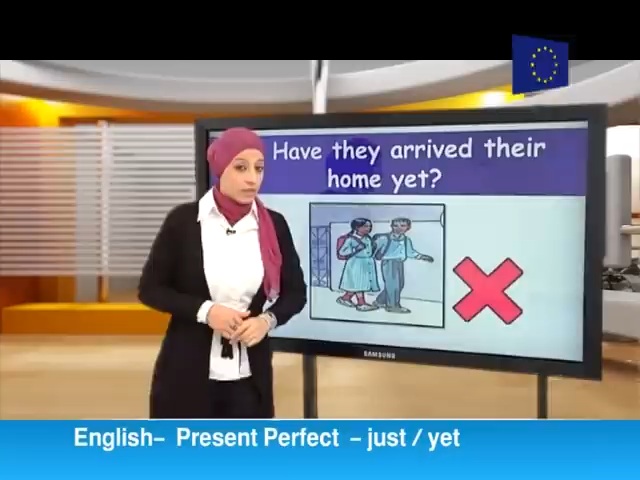 Have they arrived their
home yet?
SAMSUNG
English– Present Perfect – just / yet